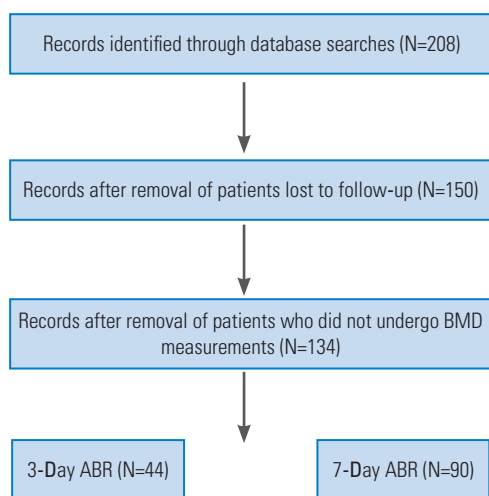 Records identified through database searches (N=208)
Records after removal of patients lost to follow-up (N=150)
Records after removal of patients who did not undergo BMD
measurements (N=134)
3-Day ABR (N=44)
7-Day ABR (N=90)